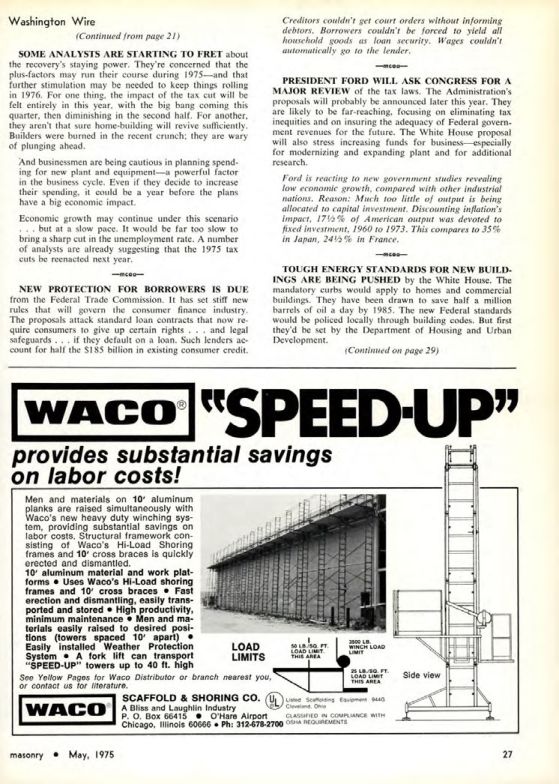 Washington Wire
(Continued from page 21)
SOME ANALYSTS ARE STARTING TO FRET about
the recovery's staying power. They're concerned that the
plus-factors may run their course during 1975—and that
further stimulation may be needed to keep things rolling
in 1976. For one thing, the impact of the tax cut will be
felt entirely in this year, with the big bang coming this
quarter, then diminishing in the second half. For another,
they aren't that sure home-building will revive sufficiently.
Builders were burned in the recent crunch; they are wary
of plunging ahead.
And businessmen are being cautious in planning spend-
ing for new plant and equipment—a powerful factor
in the business cycle. Even if they decide to increase
their spending, it could be a year before the plans
have a big economic impact.
Economic growth may continue under this scenario
. . . but at a slow pace. It would be far too slow to
bring a sharp cut in the unemployment rate. A number
of analysts are already suggesting that the 1975 tax
cuts be reenacted next year.
—mcaa—
NEW PROTECTION FOR BORROWERS IS DUE
from the Federal Trade Commission. It has set stiff new
rules that will govern the consumer finance industry.
The proposals attack standard loan contracts that now re-
quire consumers to give up certain rights . . . and legal
safeguards . . . if they default on a loan. Such lenders ac-
count for half the $185 billion in existing consumer credit.
Creditors couldn't get court orders without informing
debtors. Borrowers couldn't be forced to yield all
household goods as loan security. Wages couldn't
automatically go to the lender.
—mcaa—
PRESIDENT FORD WILL ASK CONGRESS FOR A
MAJOR REVIEW of the tax laws. The Administration's
proposals will probably be announced later this year. They
are likely to be far-reaching, focusing on eliminating tax
inequities and on insuring the adequacy of Federal govern-
ment revenues for the future. The White House proposal
will also stress increasing funds for business—especially
for modernizing and expanding plant and for additional
research.
Ford is reacting to new government studies revealing
low economic growth, compared with other industrial
nations. Reason: Much too little of output is being
allocated to capital investment. Discounting inflation's
impact, 17½% of American output was devoted to
fixed investment, 1960 to 1973. This compares to 35%
in Japan, 24½% in France.
—mcaa—
TOUGH ENERGY STANDARDS FOR NEW BUILD-
INGS ARE BEING PUSHED by the White House. The
mandatory curbs would apply to homes and commercial
buildings. They have been drawn to save half a million
barrels of oil a day by 1985. The new Federal standards
would be policed locally through building codes. But first
they'd be set by the Department of Housing and Urban
Development.
(Continued on page 29)
WACO® "SPEED-UP"
provides substantial savings
on labor costs!
Men and materials on 10' aluminum
planks are raised simultaneously with
Waco's new heavy duty winching sys-
tem, providing substantial savings on
labor costs. Structural framework con-
sisting of Waco's Hi-Load Shoring
frames and 10' cross braces is quickly
erected and dismantled.
10' aluminum material and work plat-
forms • Uses Waco's Hi-Load shoring
frames and 10' cross braces • Fast
erection and dismantling, easily trans-
ported and stored • High productivity,
minimum maintenance • Men and ma-
terials easily raised to desired posi-
tions (towers spaced 10' apart) •
Easily installed Weather Protection
System • A fork lift can transport
"SPEED-UP" towers up to 40 ft. high
LOAD
LIMITS
50 LB./SQ. FT.
LOAD LIMIT
THIS AREA
3500 LB.
WINCH LOAD
LIMIT
25 LB./SQ. FT.
LOAD LIMIT
THIS AREA
Side view
See Yellow Pages for Waco Distributor or branch nearest you,
or contact us for literature.
WACO®
SCAFFOLD & SHORING CO.
A Bliss and Laughlin Industry
P. O. Box 66415 • O'Hare Airport
Chicago, Illinois 60666 • Ph: 312-678-2700
UL Listed Scaffolding Equipment 944G
Cleveland, Ohio
CLASSIFIED IN COMPLIANCE WITH
OSHA REQUIREMENTS
masonry • May, 1975
27